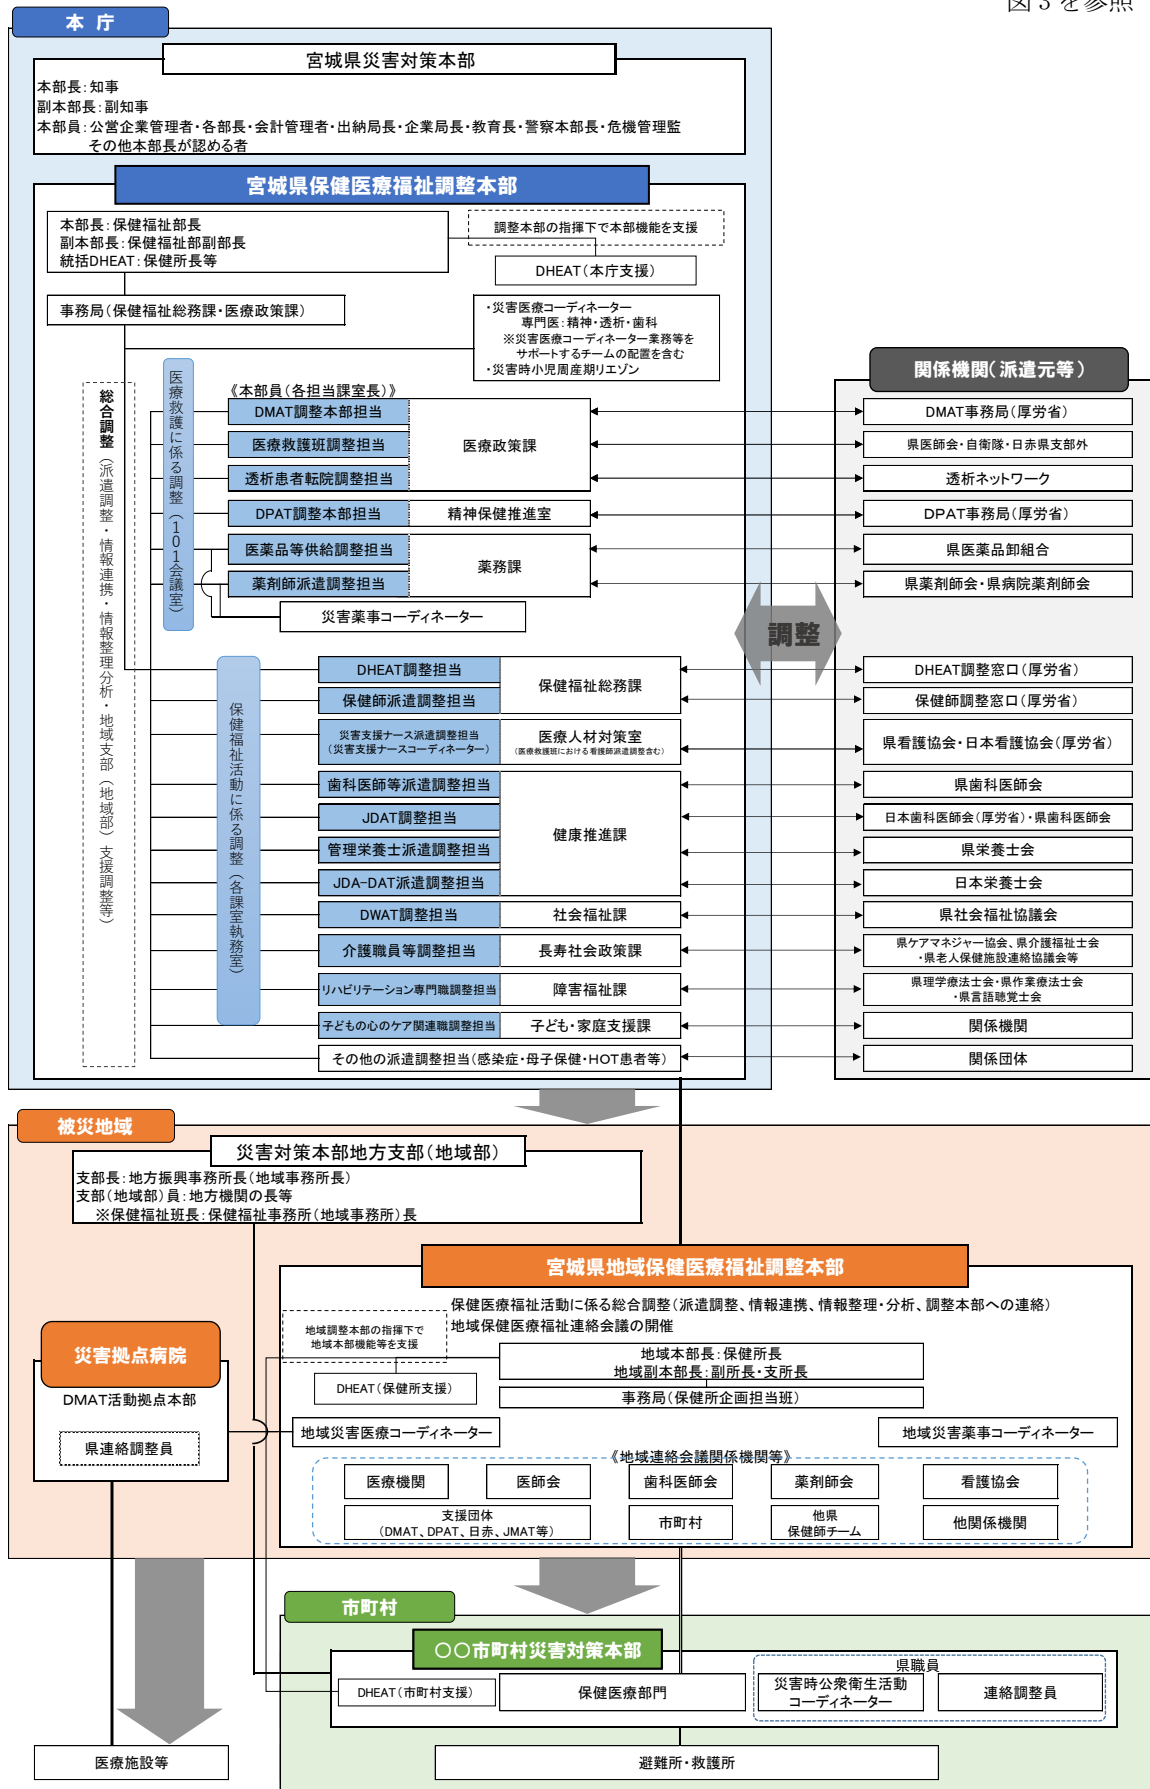 図3を参照
本 庁
宮城県災害対策本部
本部長：知事
副本部長：副知事
本部員：公営企業管理者・各部長・会計管理者・出納局長・企業局長・教育長・警察本部長・危機管理監
その他本部長が認める者
宮城県保健医療福祉調整本部
本部長：保健福祉部長
副本部長：保健福祉部副部長
統括DHEAT：保健所長等
調整本部の指揮下で本部機能を支援
DHEAT（本庁支援）
事務局（保健福祉総務課・医療政策課）
・災害医療コーディネーター
専門医：精神・透析・歯科
※災害医療コーディネーター業務等を
サポートするチームの配置を含む
・災害時小児周産期リエゾン
総合調整（派遣調整・情報連携・情報整理分析・地域支部（地域部）支援調整等）
医療救護に係る調整（101会議室）
《本部員（各担当課室長）》
関係機関（派遣元等）
DMAT調整本部担当
医療救護班調整担当
透析患者転院調整担当
医療政策課
DMAT事務局（厚労省）
県医師会・自衛隊・日赤県支部外
透析ネットワーク
DPAT調整本部担当
精神保健推進室
DPAT事務局（厚労省）
医薬品等供給調整担当
薬剤師派遣調整担当
薬務課
県医薬品卸組合
県薬剤師会・県病院薬剤師会
災害薬事コーディネーター
調整
保健福祉活動に係る調整（各課室執務室）
DHEAT調整担当
保健師派遣調整担当
保健福祉総務課
DHEAT調整窓口（厚労省）
保健師調整窓口（厚労省）
災害支援ナース派遣調整担当
（災害支援ナースコーディネーター）
医療人材対策室
（医療救護班における看護師派遣調整含む）
県看護協会・日本看護協会（厚労省）
歯科医師等派遣調整担当
JDAT調整担当
管理栄養士派遣調整担当
JDA-DAT派遣調整担当
健康推進課
県歯科医師会
日本歯科医師会（厚労省）・県歯科医師会
県栄養士会
日本栄養士会
DWAT調整担当
社会福祉課
県社会福祉協議会
介護職員等調整担当
長寿社会政策課
県ケアマネジャー協会、県介護福祉士会
・県老人保健施設連絡協議会等
リハビリテーション専門職調整担当
障害福祉課
県理学療法士会・県作業療法士会
・県言語聴覚士会
子どもの心のケア関連職調整担当
子ども・家庭支援課
関係機関
その他の派遣調整担当（感染症・母子保健・HOT患者等）
関係団体
被災地域
災害対策本部地方支部（地域部）
支部長：地方振興事務所長（地域事務所長）
支部（地域部）員：地方機関の長等
※保健福祉班長：保健福祉事務所（地域事務所）長
宮城県地域保健医療福祉調整本部
保健医療福祉活動に係る総合調整（派遣調整、情報連携、情報整理・分析、調整本部への連絡）
地域保健医療福祉連絡会議の開催
地域調整本部の指揮下で
地域本部機能等を支援
DHEAT（保健所支援）
地域本部長：保健所長
地域副本部長：副所長・支所長
事務局（保健所企画担当班）
災害拠点病院
DMAT活動拠点本部
県連絡調整員
地域災害医療コーディネーター
地域災害薬事コーディネーター
《地域連絡会議関係機関等》
医療機関
医師会
歯科医師会
薬剤師会
看護協会
支援団体
（DMAT、DPAT、日赤、JMAT等）
市町村
他県
保健師チーム
他関係機関
市町村
〇〇市町村災害対策本部
DHEAT（市町村支援）
保健医療部門
県職員
災害時公衆衛生活動
コーディネーター
連絡調整員
医療施設等
避難所・救護所